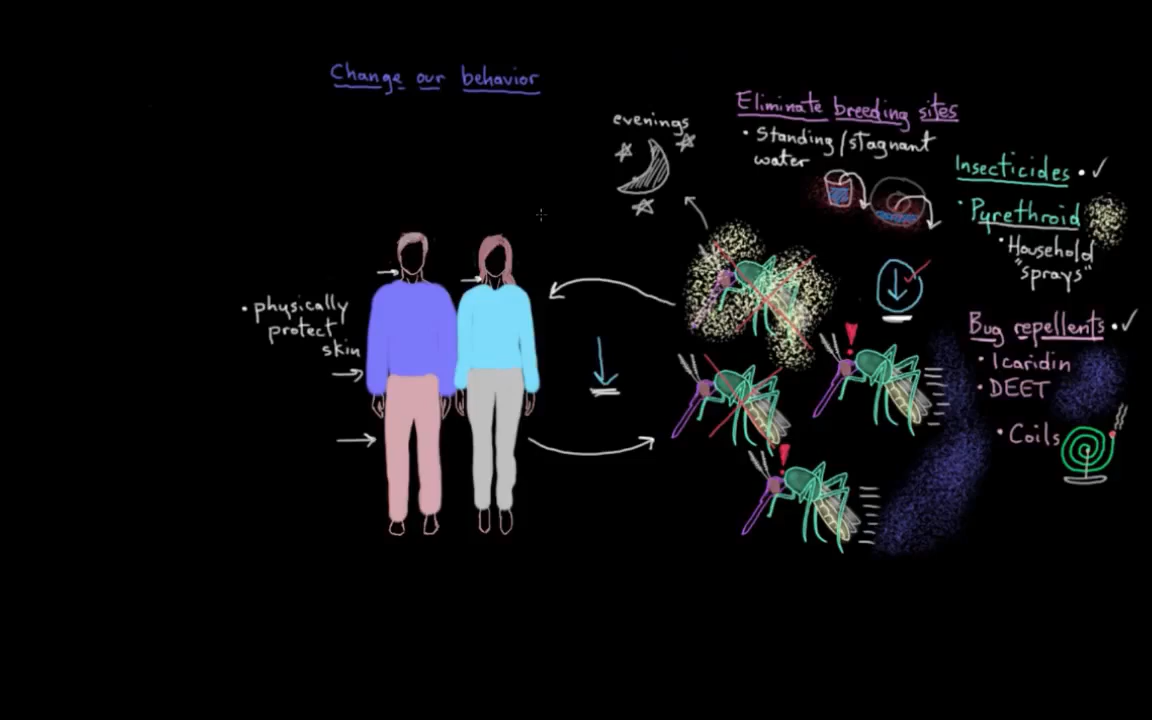 Change our behavior
evenings
Eliminate breeding sites
• Standing/stagnant
water
Insecticides • ✓
• Pyrethroid
• Household
"sprays"
• physically
protect
skin
Bug repellents • ✓
• Icaridin
• DEET
• Coils